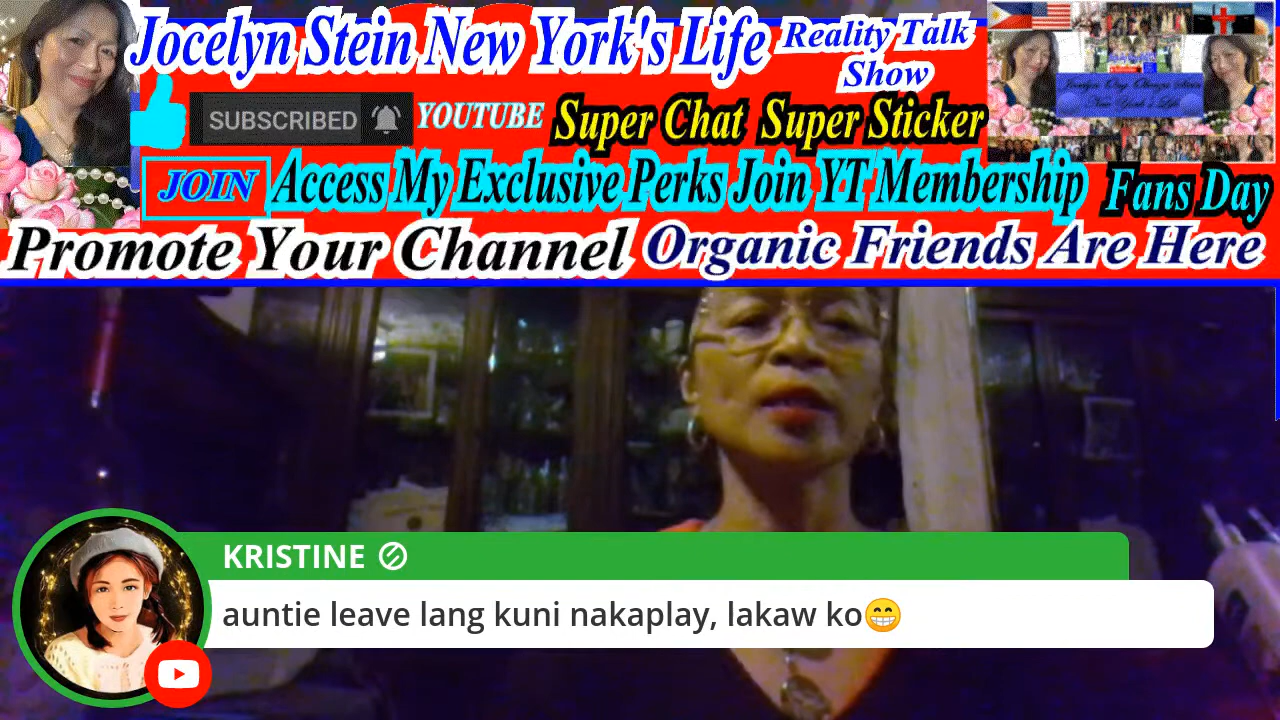 Jocelyn Stein New York's Life
Reality Talk
Show
SUBSCRIBED
YOUTUBE
Super Chat Super Sticker
JOIN
Access My Exclusive Perks Join YT Membership
Fans Day
Promote Your Channel
Organic Friends Are Here
KRISTINE
auntie leave lang kuni nakaplay, lakaw ko😁